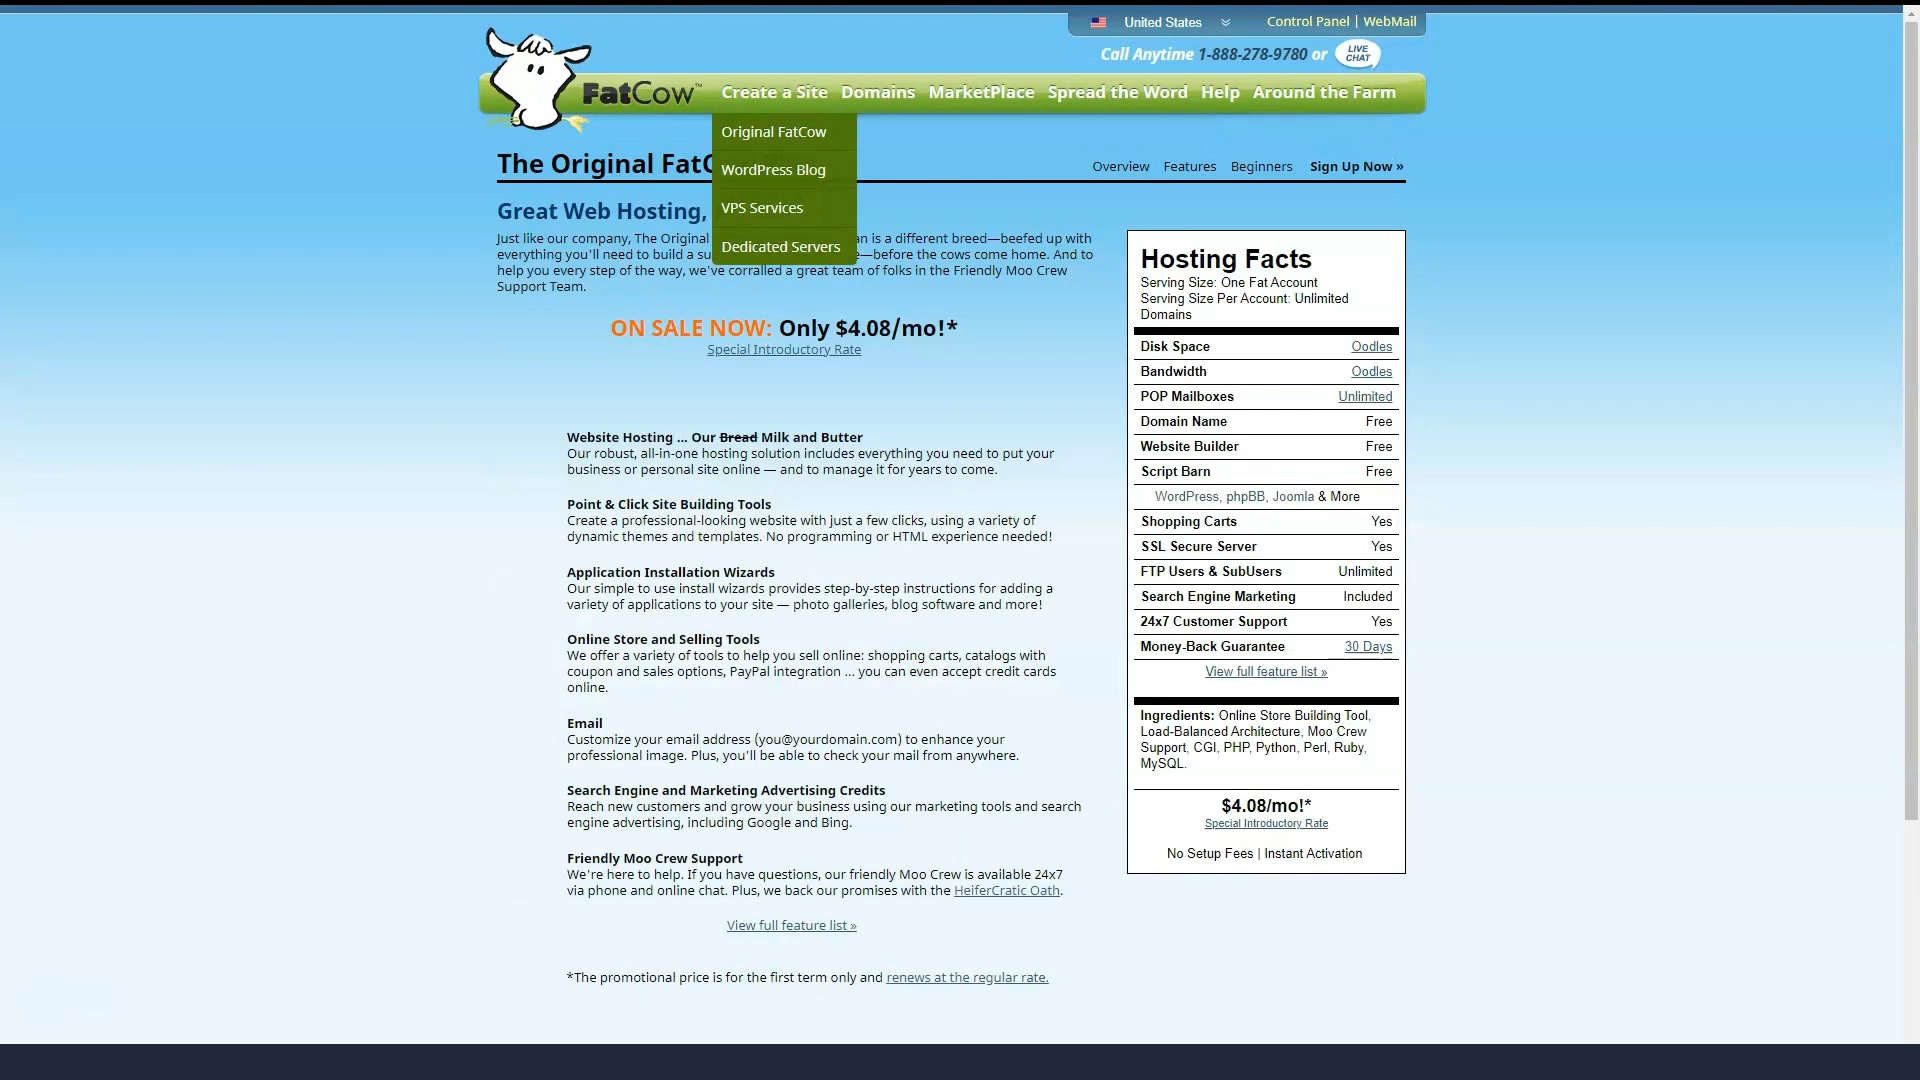 United States
Control Panel | WebMail
Call Anytime 1-888-278-9780 or LIVE CHAT
FatCow™ Create a Site Domains MarketPlace Spread the Word Help Around the Farm
Original FatCow
WordPress Blog
VPS Services
Dedicated Servers
The Original
Overview Features Beginners Sign Up Now »
Great Web Hosting,
Just like our company, The Original is a different breed—beefed up with
everything you'll need to build a —before the cows come home. And to
help you every step of the way, we've corralled a great team of folks in the Friendly Moo Crew
Support Team.
ON SALE NOW: Only $4.08/mo!*
Special Introductory Rate
Website Hosting ... Our Bread Milk and Butter
Our robust, all-in-one hosting solution includes everything you need to put your
business or personal site online — and to manage it for years to come.
Point & Click Site Building Tools
Create a professional-looking website with just a few clicks, using a variety of
dynamic themes and templates. No programming or HTML experience needed!
Application Installation Wizards
Our simple to use install wizards provides step-by-step instructions for adding a
variety of applications to your site — photo galleries, blog software and more!
Online Store and Selling Tools
We offer a variety of tools to help you sell online: shopping carts, catalogs with
coupon and sales options, PayPal integration ... you can even accept credit cards
online.
Email
Customize your email address (you@yourdomain.com) to enhance your
professional image. Plus, you'll be able to check your mail from anywhere.
Search Engine and Marketing Advertising Credits
Reach new customers and grow your business using our marketing tools and search
engine advertising, including Google and Bing.
Friendly Moo Crew Support
We're here to help. If you have questions, our friendly Moo Crew is available 24x7
via phone and online chat. Plus, we back our promises with the HeiferCratic Oath.
View full feature list »
*The promotional price is for the first term only and renews at the regular rate.
Hosting Facts
Serving Size: One Fat Account
Serving Size Per Account: Unlimited
Domains
Disk Space Oodles
Bandwidth Oodles
POP Mailboxes Unlimited
Domain Name Free
Website Builder Free
Script Barn Free
WordPress, phpBB, Joomla & More
Shopping Carts Yes
SSL Secure Server Yes
FTP Users & SubUsers Unlimited
Search Engine Marketing Included
24x7 Customer Support Yes
Money-Back Guarantee 30 Days
View full feature list »
Ingredients: Online Store Building Tool,
Load-Balanced Architecture, Moo Crew
Support, CGI, PHP, Python, Perl, Ruby,
MySQL.
$4.08/mo!*
Special Introductory Rate
No Setup Fees | Instant Activation